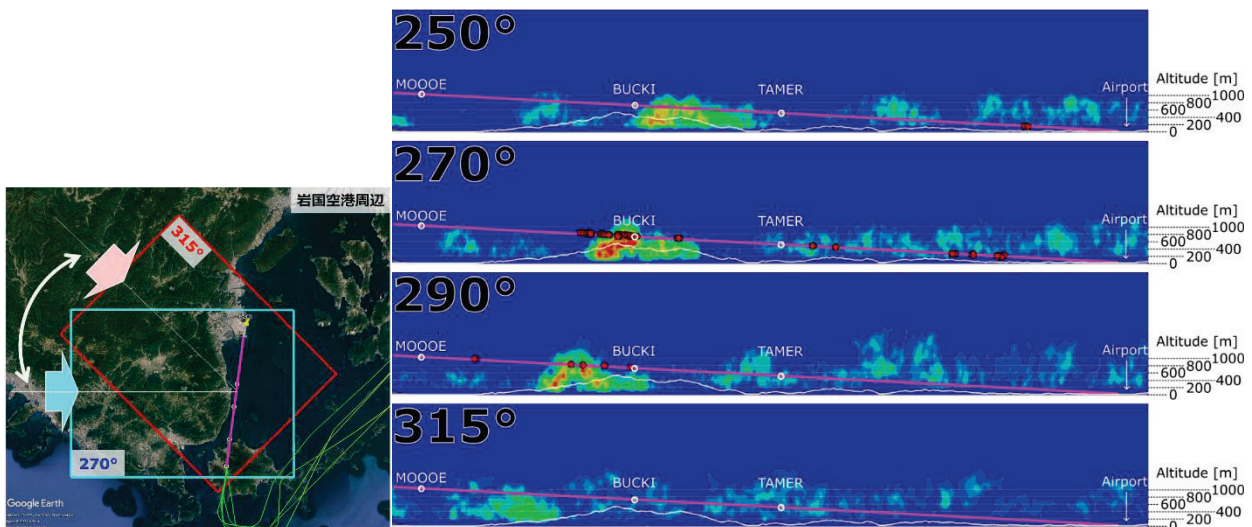 岩国空港周辺
315°
270°
Google Earth
250°
MOOOE
BUCKI
TAMER
Airport
Altitude [m]
1000
800
600
400
200
0
270°
MOOOE
BUCKI
TAMER
Airport
Altitude [m]
1000
800
600
400
200
0
290°
MOOOE
BUCKI
TAMER
Airport
Altitude [m]
1000
800
600
400
200
0
315°
MOOOE
BUCKI
TAMER
Airport
Altitude [m]
1000
800
600
400
200
0